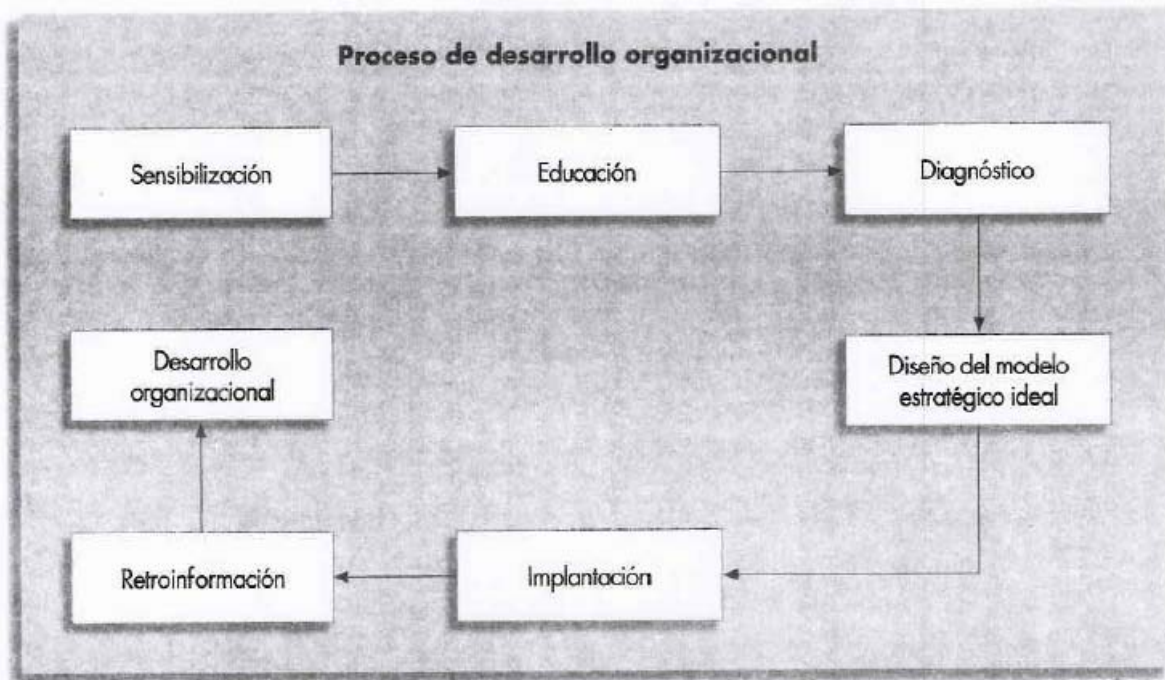 Proceso de desarrollo organizacional
Sensibilización
Educación
Diagnóstico
Diseño del modelo
estratégico ideal
Implantación
Retroinformación
Desarrollo
organizacional